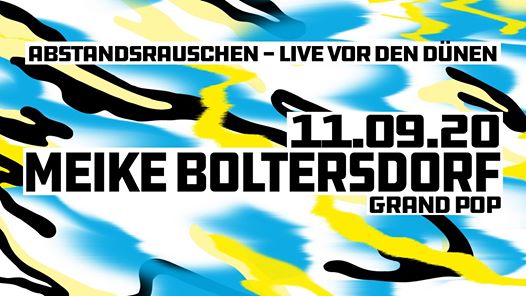 ABSTANDSRAUSCHEN – LIVE VOR DEN DÜNEN
11.09.20
MEIKE BOLTERSDORF
GRAND POP